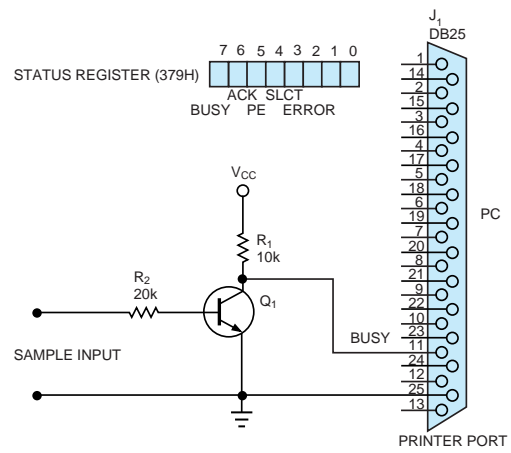 J1
DB25
7 6 5 4 3 2 1 0
STATUS REGISTER (379H)
ACK SLCT
BUSY PE ERROR
1
14
2
15
3
16
4
17
5
18
6
19
7
20
8
21
9
22
10
23
11
24
12
25
13
PC
VCC
R1
10k
R2
20k
Q1
BUSY
SAMPLE INPUT
PRINTER PORT